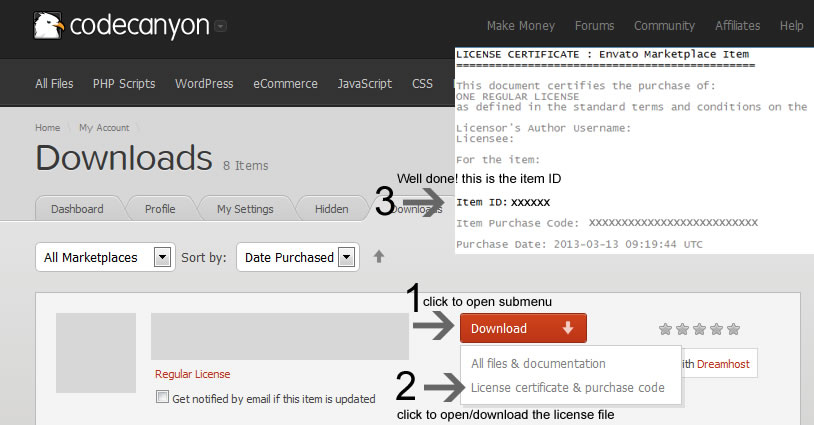 codecanyon
Make Money Forums Community Affiliates Help
All Files PHP Scripts WordPress eCommerce JavaScript CSS
LICENSE CERTIFICATE : Envato Marketplace Item
==============================================
This document certifies the purchase of:
ONE REGULAR LICENSE
as defined in the standard terms and conditions on the
Licensor's Author Username:
Licensee:
For the item:
Home \ My Account \
Downloads 8 Items
Well done! this is the item ID
3
Item ID: XXXXXX
Item Purchase Code: XXXXXXXXXXXXXXXXXXXXXXXXXX
Purchase Date: 2013-03-13 09:19:44 UTC
Dashboard Profile My Settings Hidden Downloads
All Marketplaces Sort by: Date Purchased
1 click to open submenu
Download
All files & documentation
License certificate & purchase code
with Dreamhost
2
click to open/download the license file
Regular License
Get notified by email if this item is updated